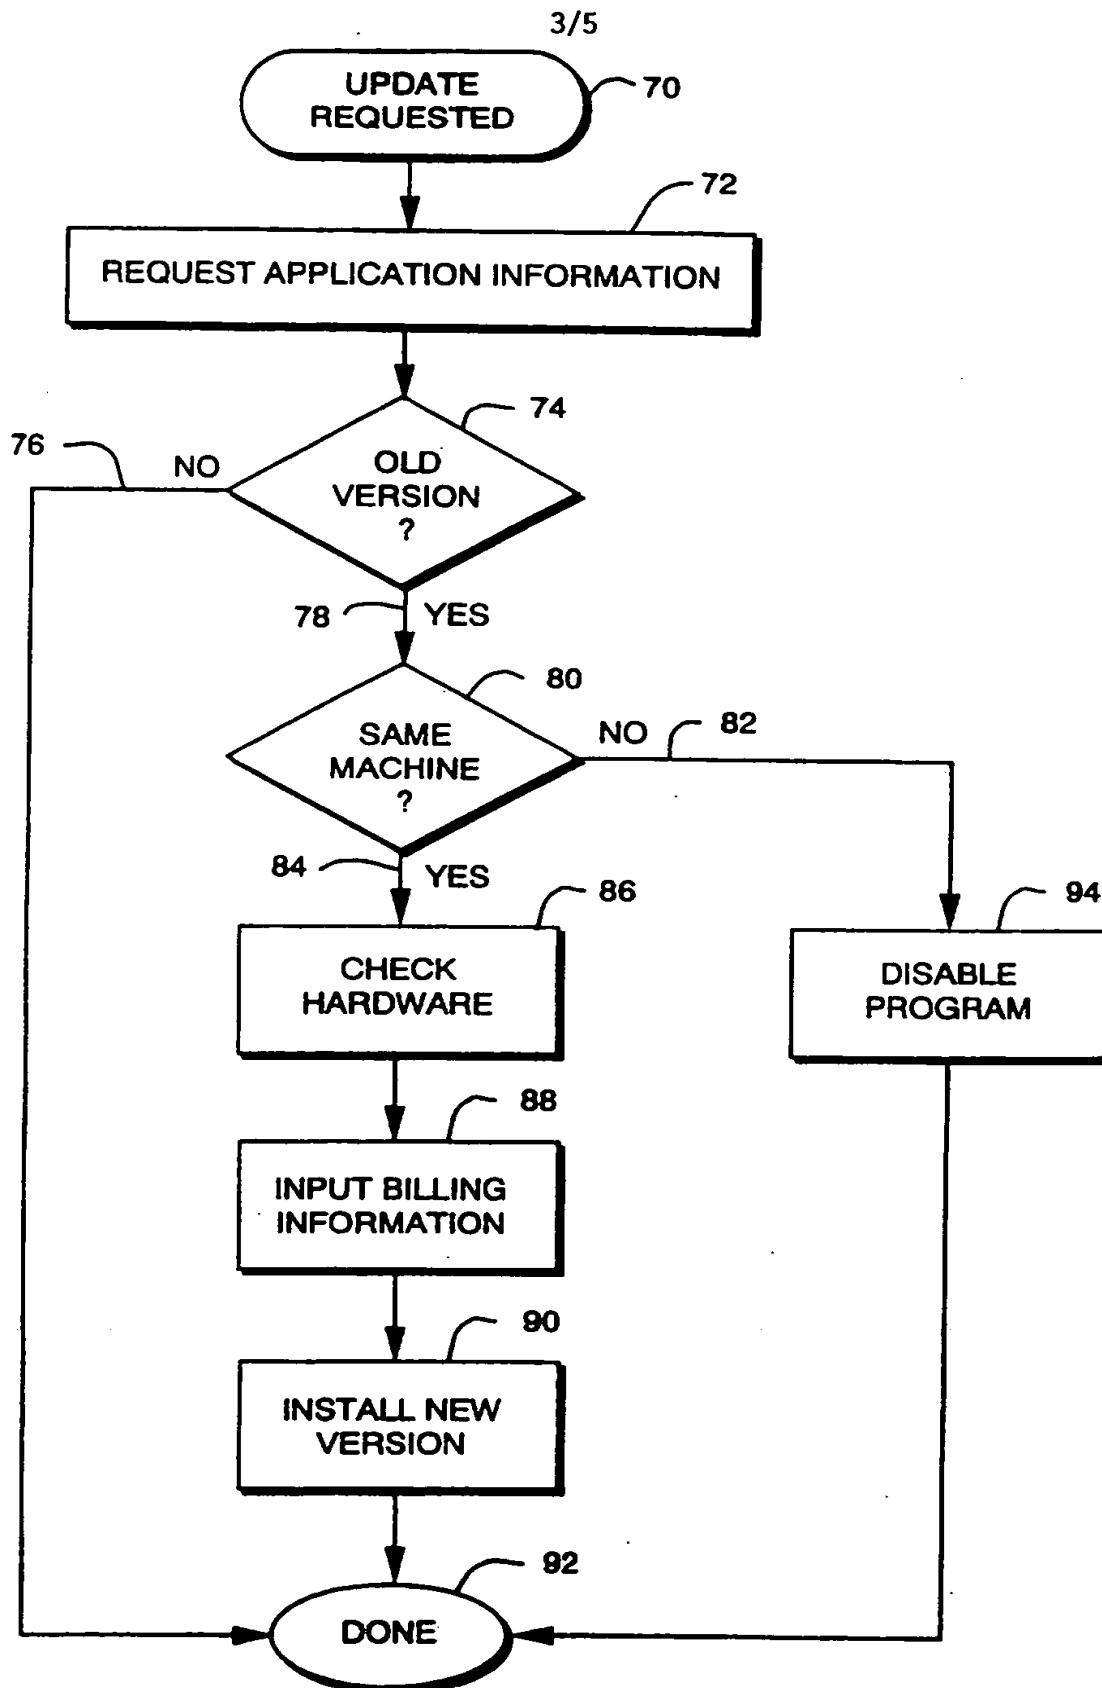 3/5
UPDATE
REQUESTED
70
72
REQUEST APPLICATION INFORMATION
74
76
NO
OLD
VERSION
?
78
YES
80
SAME
MACHINE
?
NO
82
84
YES
86
94
CHECK
HARDWARE
DISABLE
PROGRAM
88
INPUT BILLING
INFORMATION
90
INSTALL NEW
VERSION
92
DONE